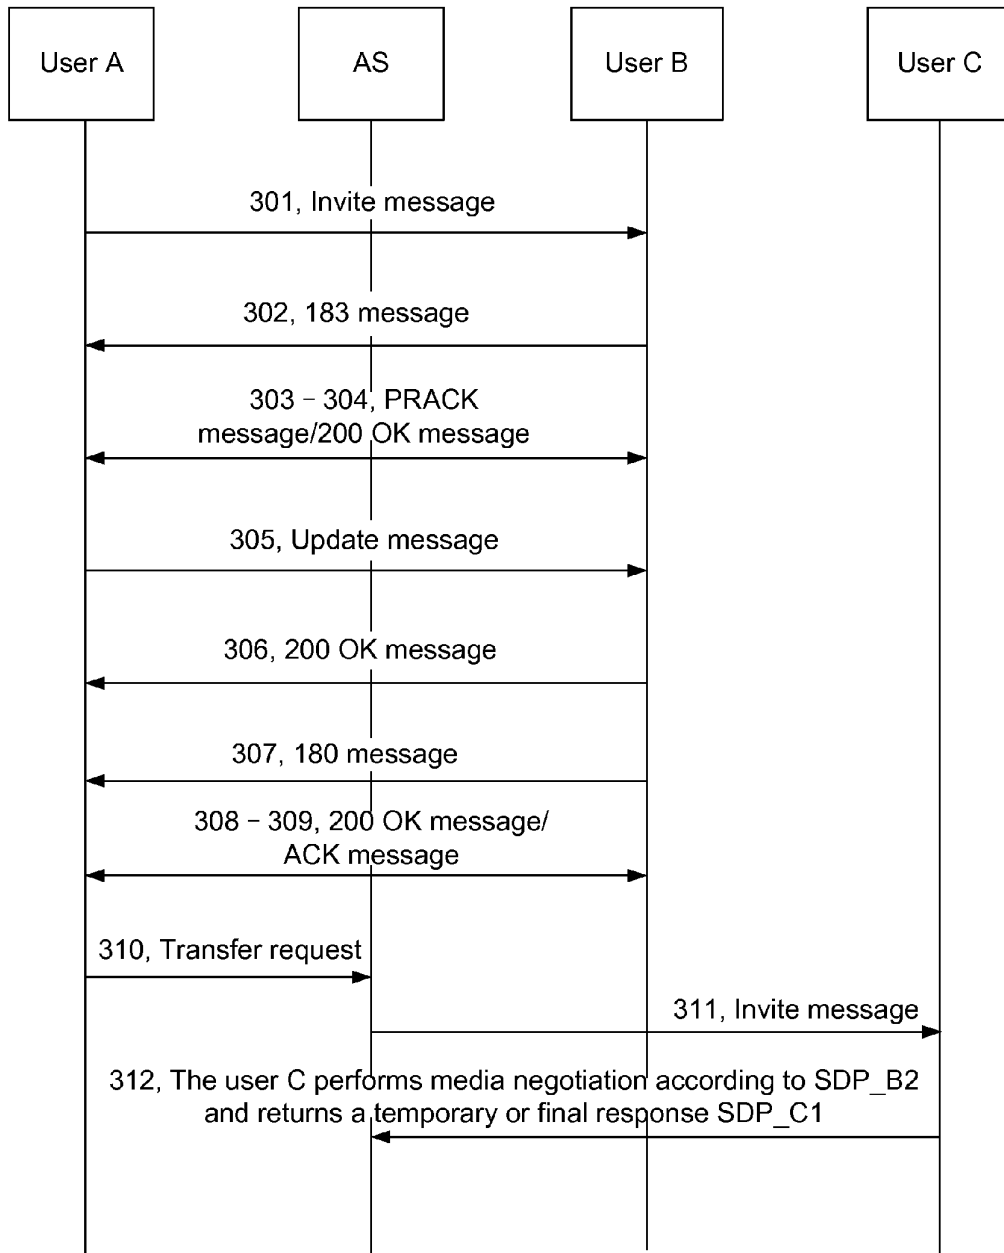 User A
AS
User B
User C
301, Invite message
302, 183 message
303 – 304, PRACK
message/200 OK message
305, Update message
306, 200 OK message
307, 180 message
308 – 309, 200 OK message/
ACK message
310, Transfer request
311, Invite message
312, The user C performs media negotiation according to SDP_B2
and returns a temporary or final response SDP_C1